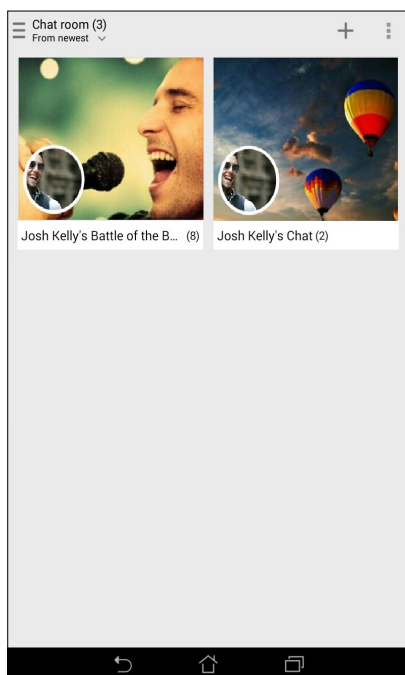 Chat room (3)
From newest
Josh Kelly's Battle of the B... (8)
Josh Kelly's Chat (2)